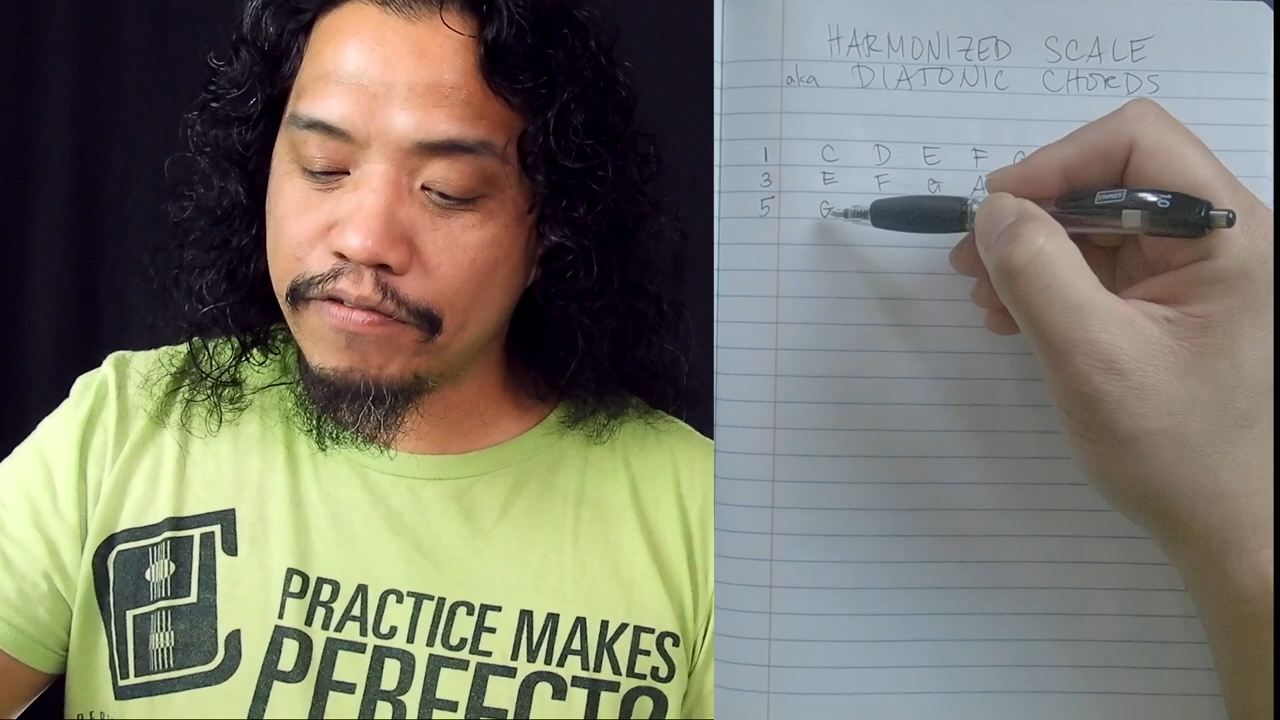 HARMONIZED SCALE
aka DIATONIC CHORDS
1 C D E F G
3 E F G A
5 G
PRACTICE MAKES
PERFECTO